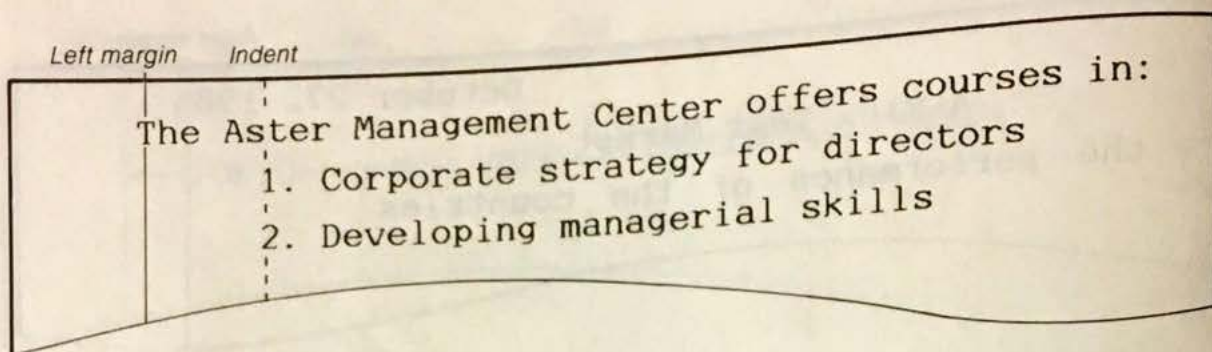 Left margin Indent
The Aster Management Center offers courses in:
1. Corporate strategy for directors
2. Developing managerial skills